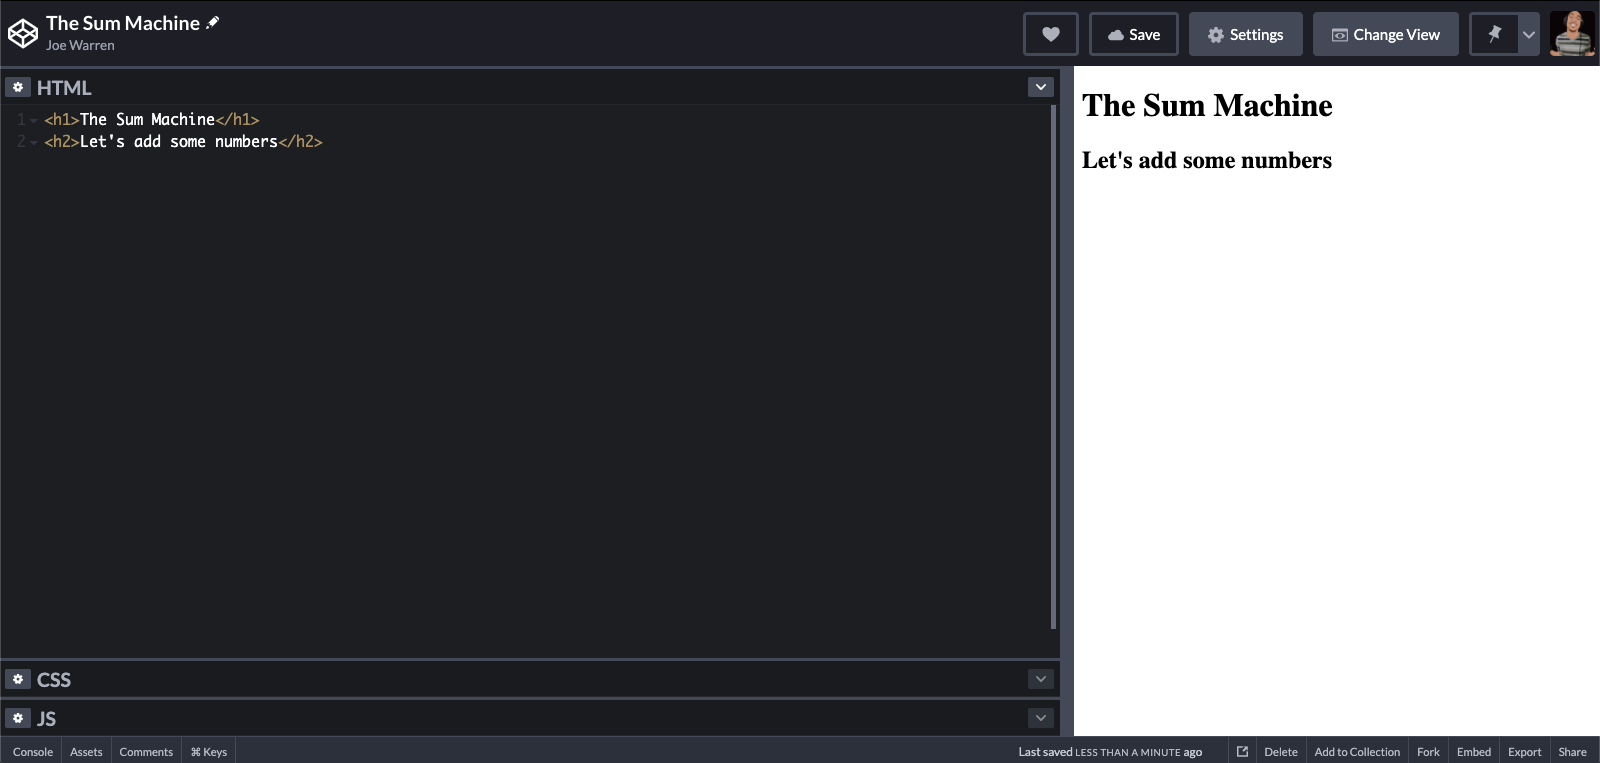 The Sum Machine
Joe Warren
Save
Settings
Change View
HTML
1 <h1>The Sum Machine</h1>
2 <h2>Let's add some numbers</h2>
The Sum Machine
Let's add some numbers
CSS
JS
Console Assets Comments ⌘ Keys Last saved LESS THAN A MINUTE ago Delete Add to Collection Fork Embed Export Share